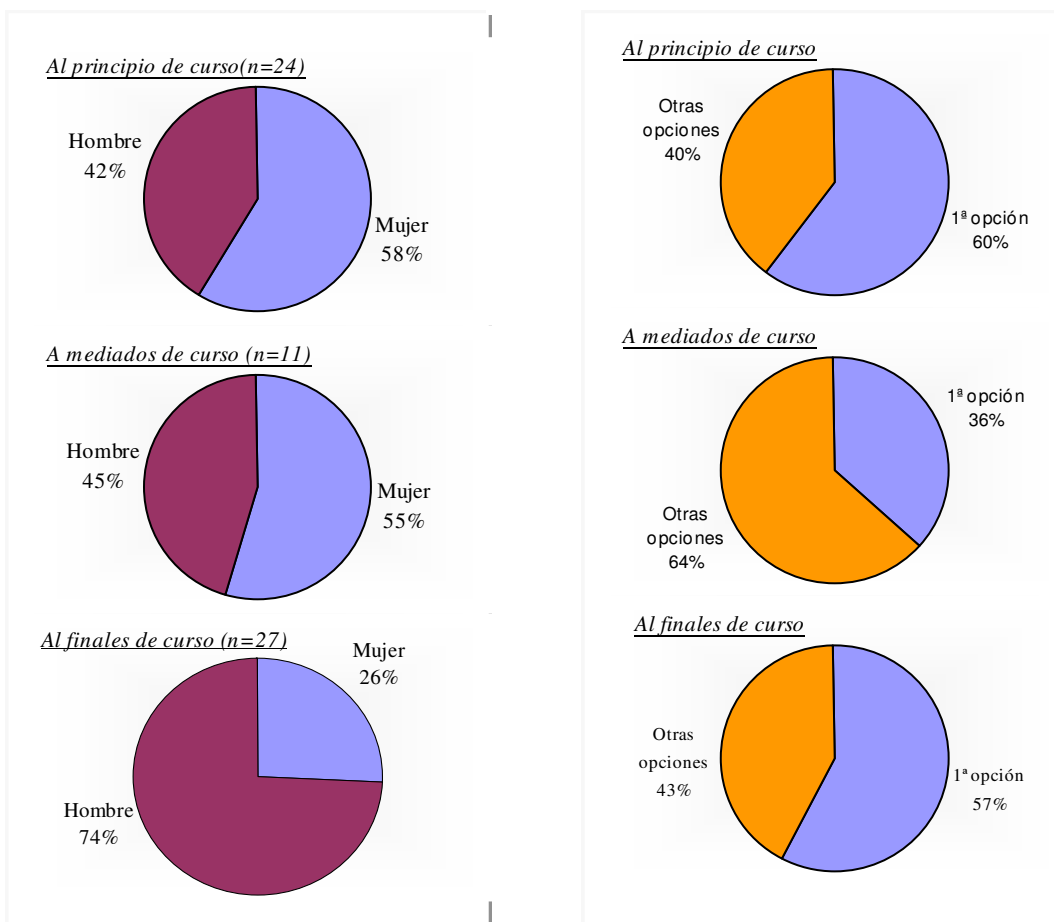 Al principio de curso(n=24)
Hombre
42%
Mujer
58%
A mediados de curso (n=11)
Hombre
45%
Mujer
55%
Al finales de curso (n=27)
Mujer
26%
Hombre
74%
Al principio de curso
Otras
opciones
40%
1ª opción
60%
A mediados de curso
1ª opción
36%
Otras
opciones
64%
Al finales de curso
Otras
opciones
43%
1ª opción
57%